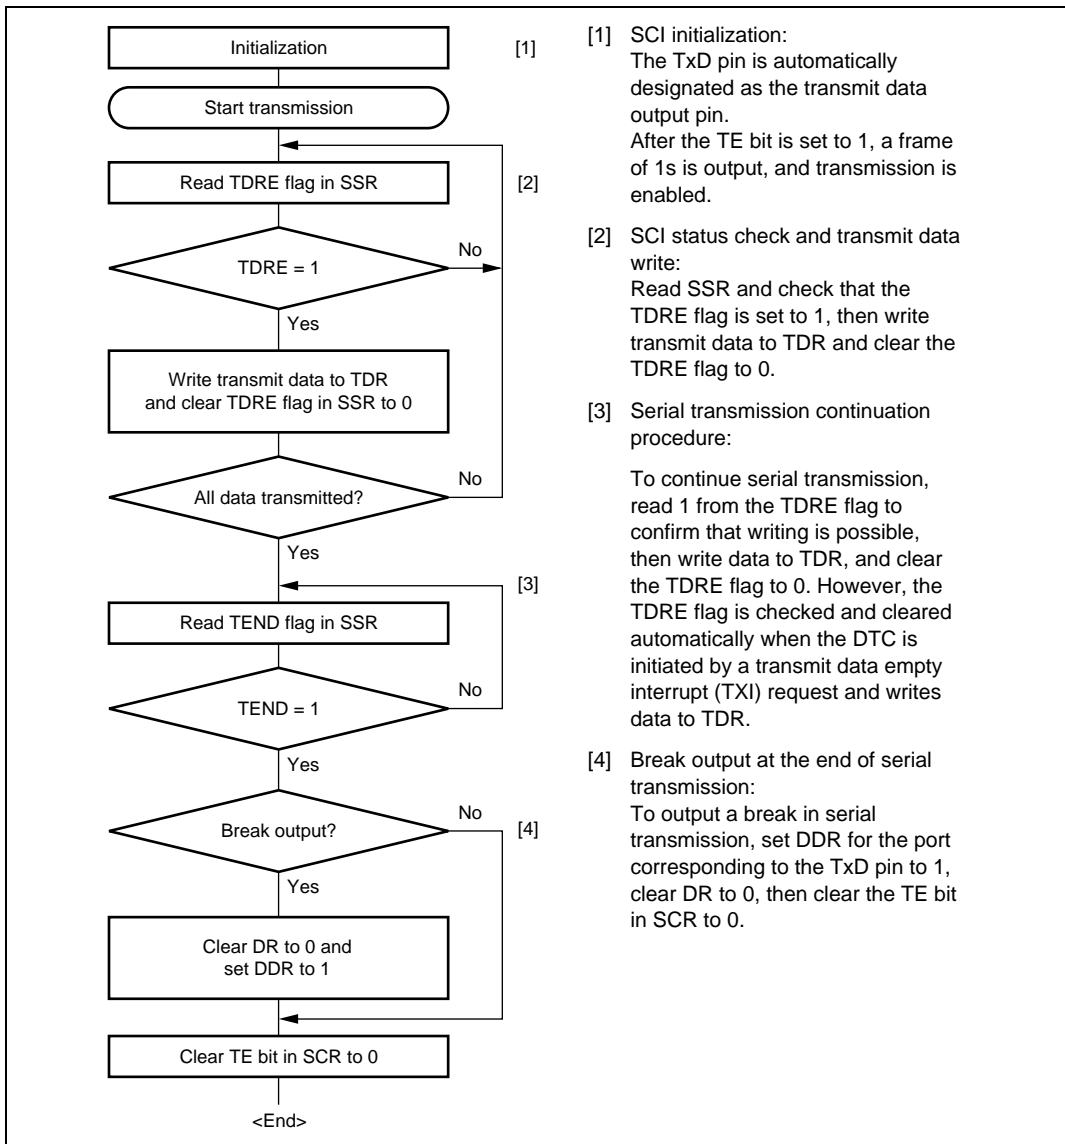 Initialization
[1]
Start transmission
Read TDRE flag in SSR
[2]
TDRE = 1
No
Yes
Write transmit data to TDR
and clear TDRE flag in SSR to 0
All data transmitted?
No
Yes
[3]
Read TEND flag in SSR
TEND = 1
No
Yes
Break output?
No
[4]
Yes
Clear DR to 0 and
set DDR to 1
Clear TE bit in SCR to 0
<End>
[1] SCI initialization:
The TxD pin is automatically
designated as the transmit data
output pin.
After the TE bit is set to 1, a frame
of 1s is output, and transmission is
enabled.
[2] SCI status check and transmit data
write:
Read SSR and check that the
TDRE flag is set to 1, then write
transmit data to TDR and clear the
TDRE flag to 0.
[3] Serial transmission continuation
procedure:
To continue serial transmission,
read 1 from the TDRE flag to
confirm that writing is possible,
then write data to TDR, and clear
the TDRE flag to 0. However, the
TDRE flag is checked and cleared
automatically when the DTC is
initiated by a transmit data empty
interrupt (TXI) request and writes
data to TDR.
[4] Break output at the end of serial
transmission:
To output a break in serial
transmission, set DDR for the port
corresponding to the TxD pin to 1,
clear DR to 0, then clear the TE bit
in SCR to 0.